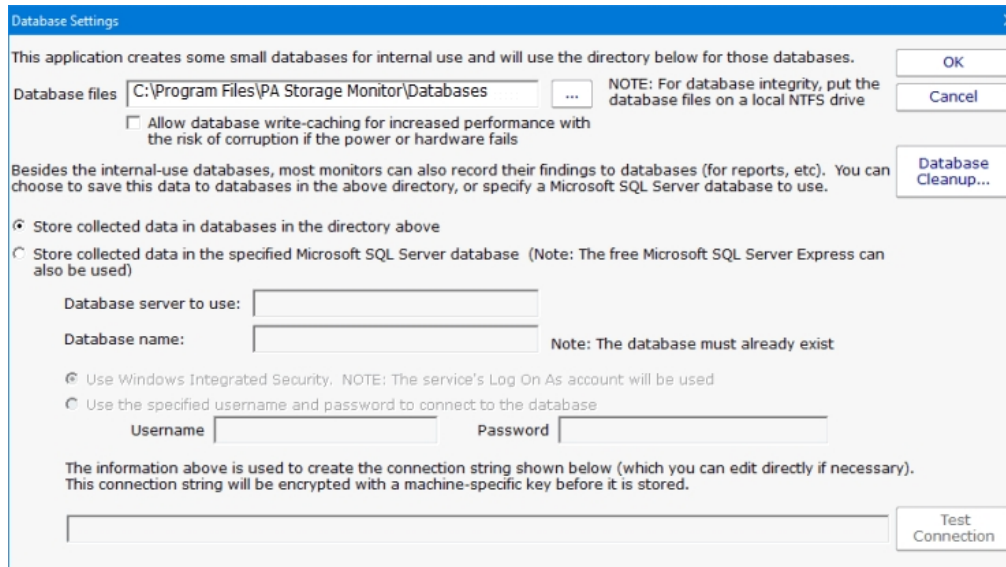 Database Settings
This application creates some small databases for internal use and will use the directory below for those databases.
OK
Database files C:\Program Files\PA Storage Monitor\Databases ... NOTE: For database integrity, put the
database files on a local NTFS drive
Cancel
Allow database write-caching for increased performance with
the risk of corruption if the power or hardware fails
Besides the internal-use databases, most monitors can also record their findings to databases (for reports, etc). You can
choose to save this data to databases in the above directory, or specify a Microsoft SQL Server database to use.
Database
Cleanup...
Store collected data in databases in the directory above
Store collected data in the specified Microsoft SQL Server database (Note: The free Microsoft SQL Server Express can
also be used)
Database server to use:
Database name:
Note: The database must already exist
Use Windows Integrated Security. NOTE: The service's Log On As account will be used
Use the specified username and password to connect to the database
Username Password
The information above is used to create the connection string shown below (which you can edit directly if necessary).
This connection string will be encrypted with a machine-specific key before it is stored.
Test
Connection